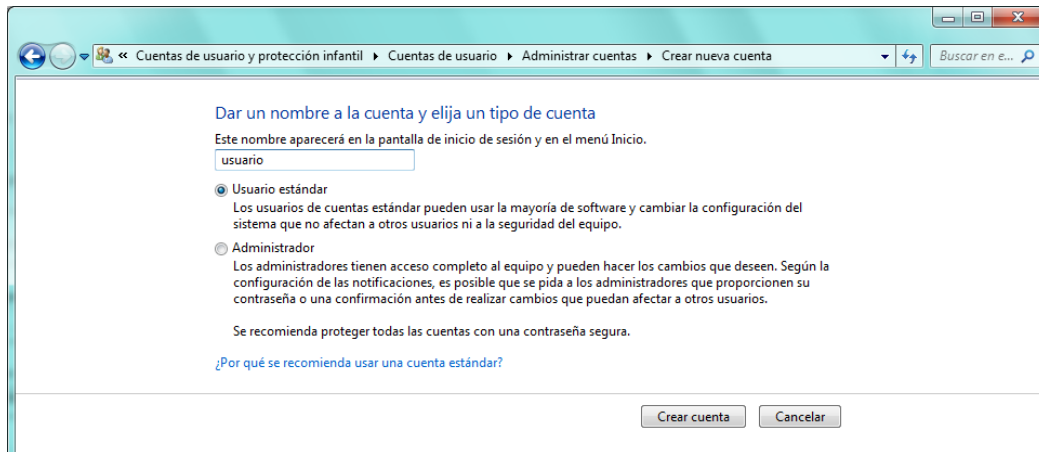 « Cuentas de usuario y protección infantil ▸ Cuentas de usuario ▸ Administrar cuentas ▸ Crear nueva cuenta
Buscar en e...
Dar un nombre a la cuenta y elija un tipo de cuenta
Este nombre aparecerá en la pantalla de inicio de sesión y en el menú Inicio.
usuario
Usuario estándar
Los usuarios de cuentas estándar pueden usar la mayoría de software y cambiar la configuración del
sistema que no afectan a otros usuarios ni a la seguridad del equipo.
Administrador
Los administradores tienen acceso completo al equipo y pueden hacer los cambios que deseen. Según la
configuración de las notificaciones, es posible que se pida a los administradores que proporcionen su
contraseña o una confirmación antes de realizar cambios que puedan afectar a otros usuarios.
Se recomienda proteger todas las cuentas con una contraseña segura.
¿Por qué se recomienda usar una cuenta estándar?
Crear cuenta
Cancelar